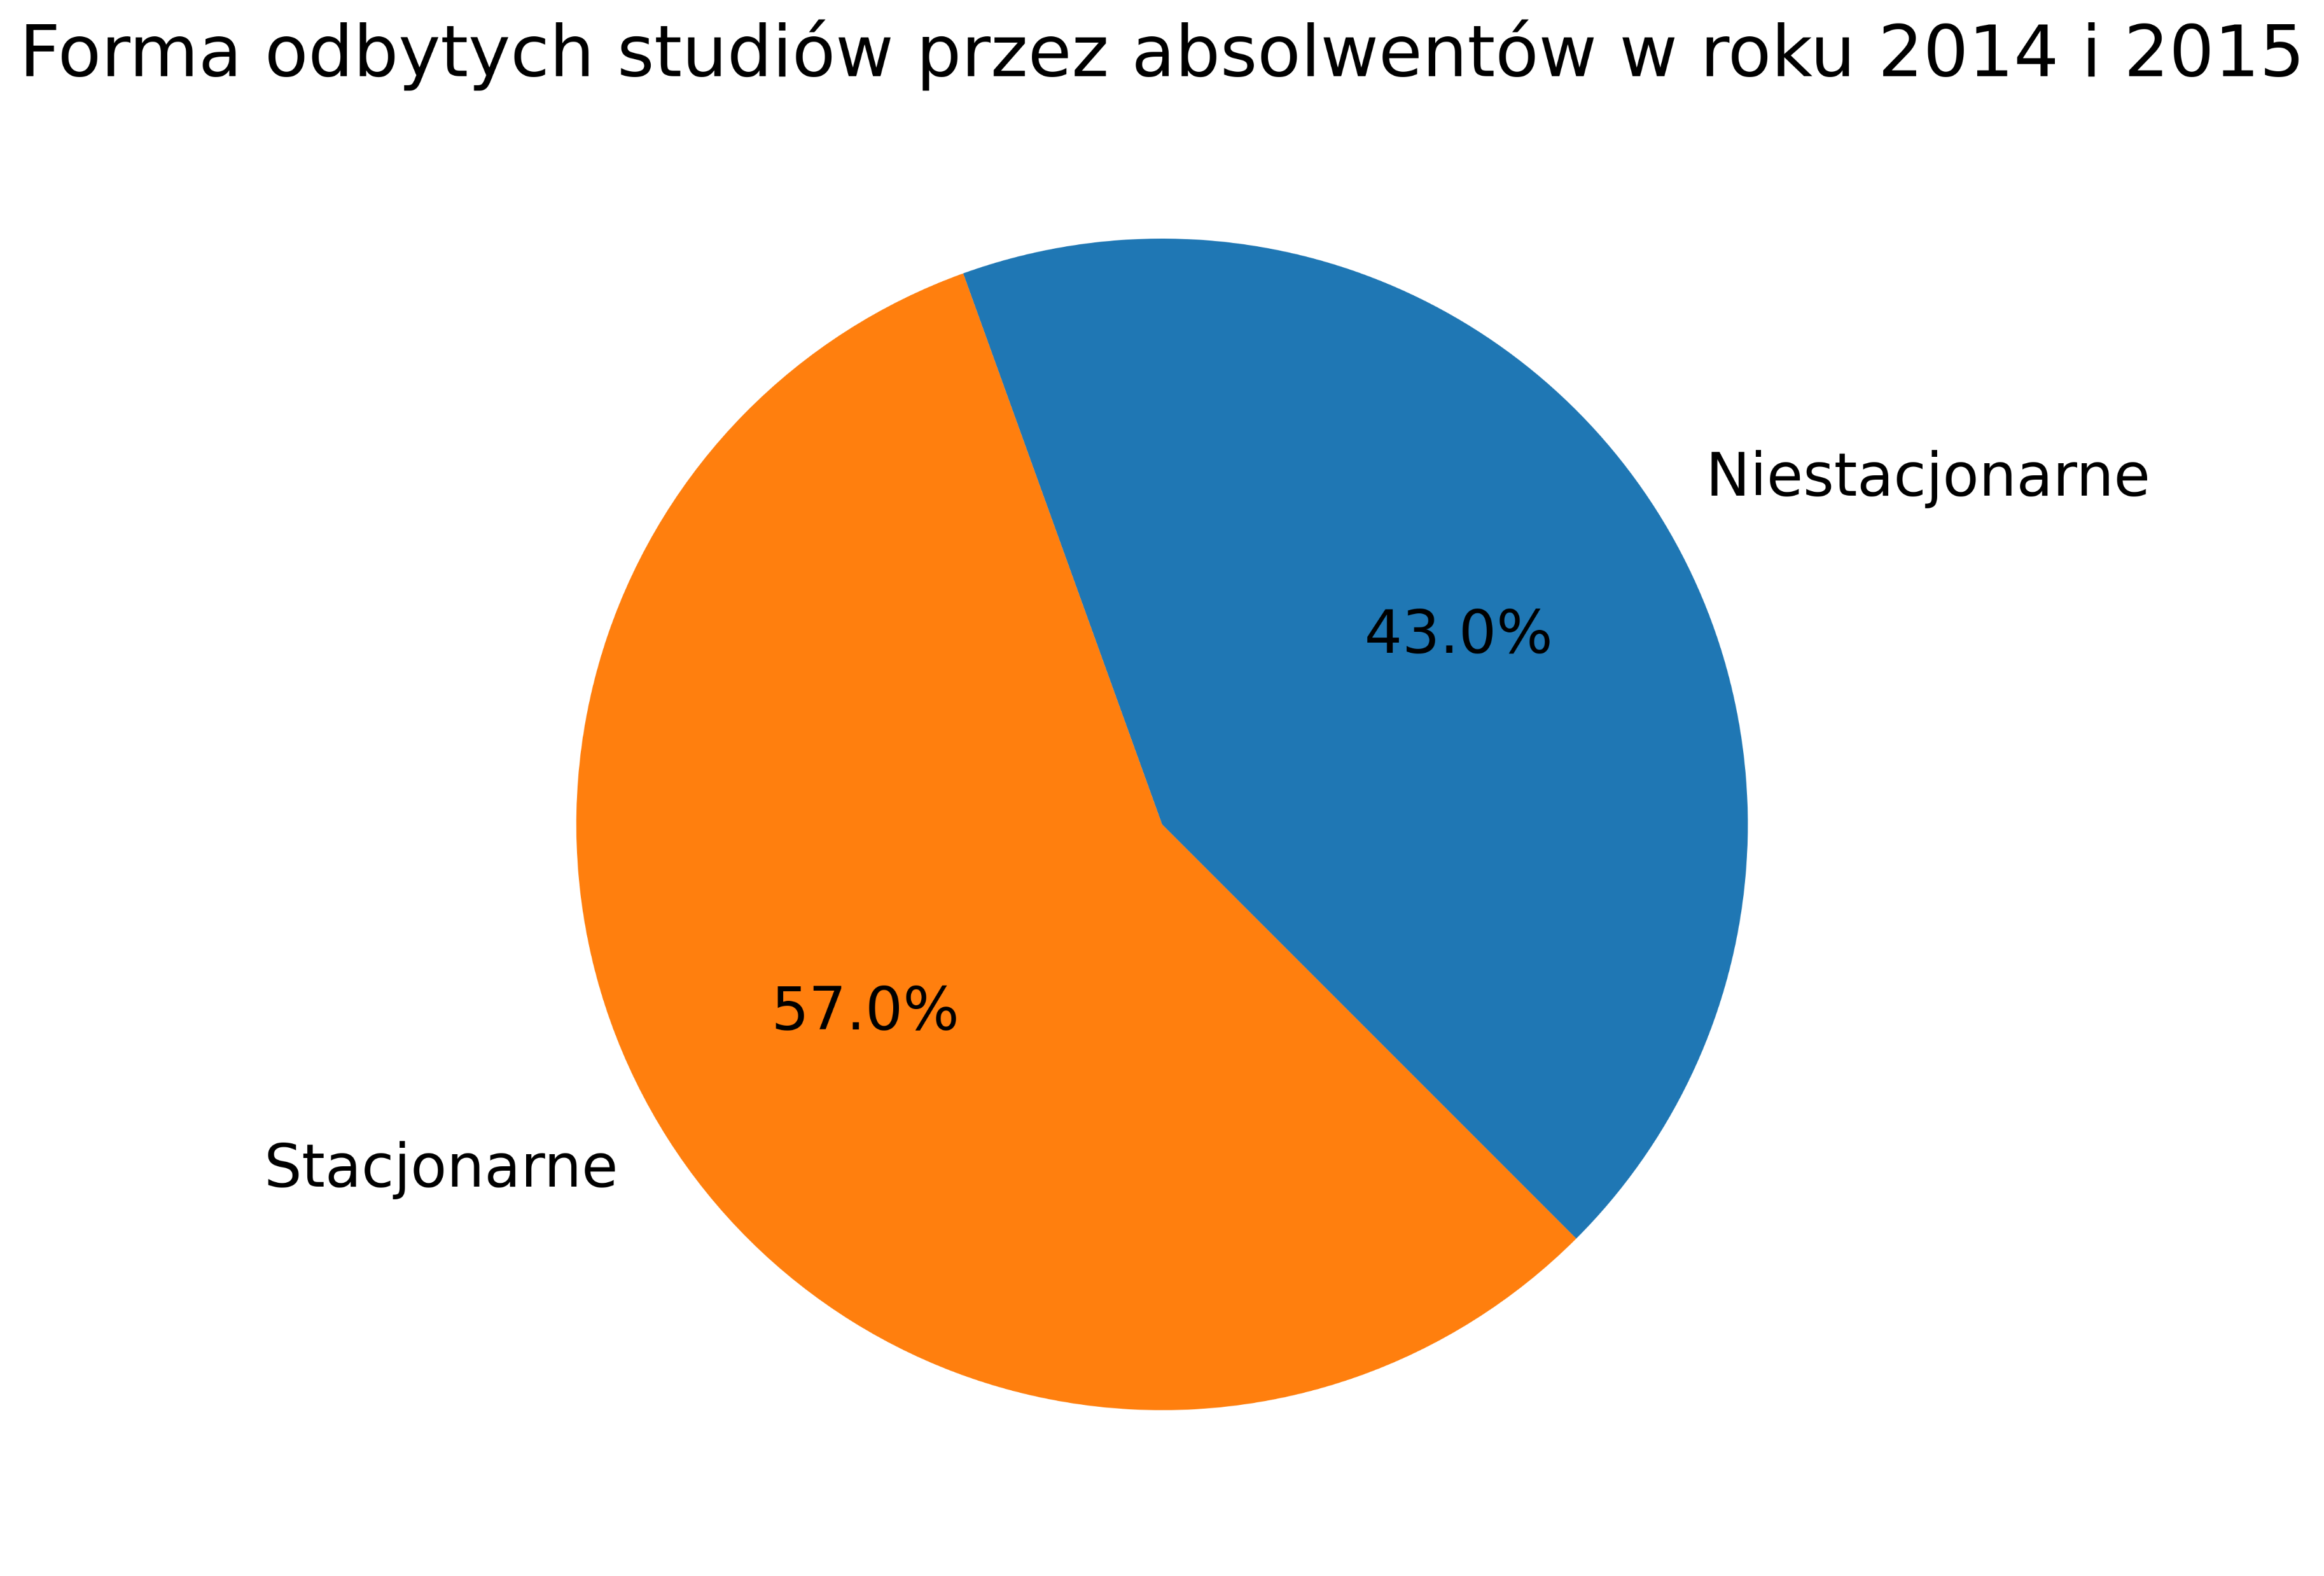 Forma odbytych studiów przez absolwentów w roku 2014 i 2015
Niestacjonarne
43.0%
57.0%
Stacjonarne